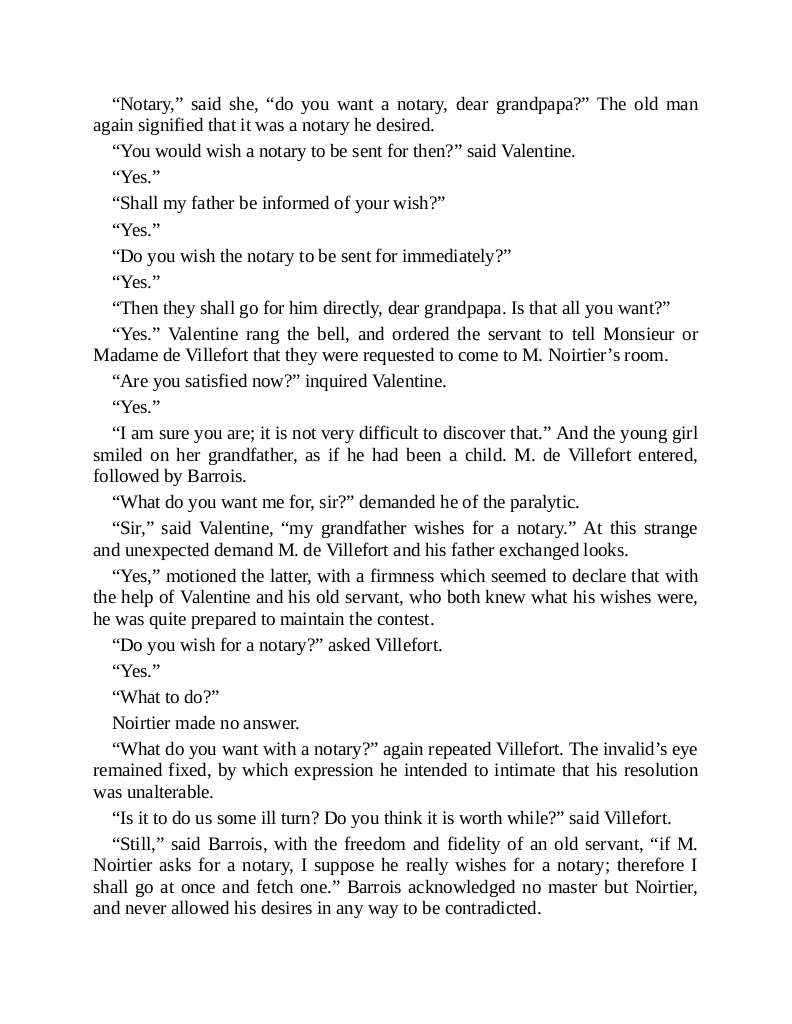 “Notary,” said she, “do you want a notary, dear grandpapa?” The old man
again signified that it was a notary he desired.
“You would wish a notary to be sent for then?” said Valentine.
“Yes.”
“Shall my father be informed of your wish?”
“Yes.”
“Do you wish the notary to be sent for immediately?”
“Yes.”
“Then they shall go for him directly, dear grandpapa. Is that all you want?”
“Yes.” Valentine rang the bell, and ordered the servant to tell Monsieur or
Madame de Villefort that they were requested to come to M. Noirtier’s room.
“Are you satisfied now?” inquired Valentine.
“Yes.”
“I am sure you are; it is not very difficult to discover that.” And the young girl
smiled on her grandfather, as if he had been a child. M. de Villefort entered,
followed by Barrois.
“What do you want me for, sir?” demanded he of the paralytic.
“Sir,” said Valentine, “my grandfather wishes for a notary.” At this strange
and unexpected demand M. de Villefort and his father exchanged looks.
“Yes,” motioned the latter, with a firmness which seemed to declare that with
the help of Valentine and his old servant, who both knew what his wishes were,
he was quite prepared to maintain the contest.
“Do you wish for a notary?” asked Villefort.
“Yes.”
“What to do?”
Noirtier made no answer.
“What do you want with a notary?” again repeated Villefort. The invalid’s eye
remained fixed, by which expression he intended to intimate that his resolution
was unalterable.
“Is it to do us some ill turn? Do you think it is worth while?” said Villefort.
“Still,” said Barrois, with the freedom and fidelity of an old servant, “if M.
Noirtier asks for a notary, I suppose he really wishes for a notary; therefore I
shall go at once and fetch one.” Barrois acknowledged no master but Noirtier,
and never allowed his desires in any way to be contradicted.